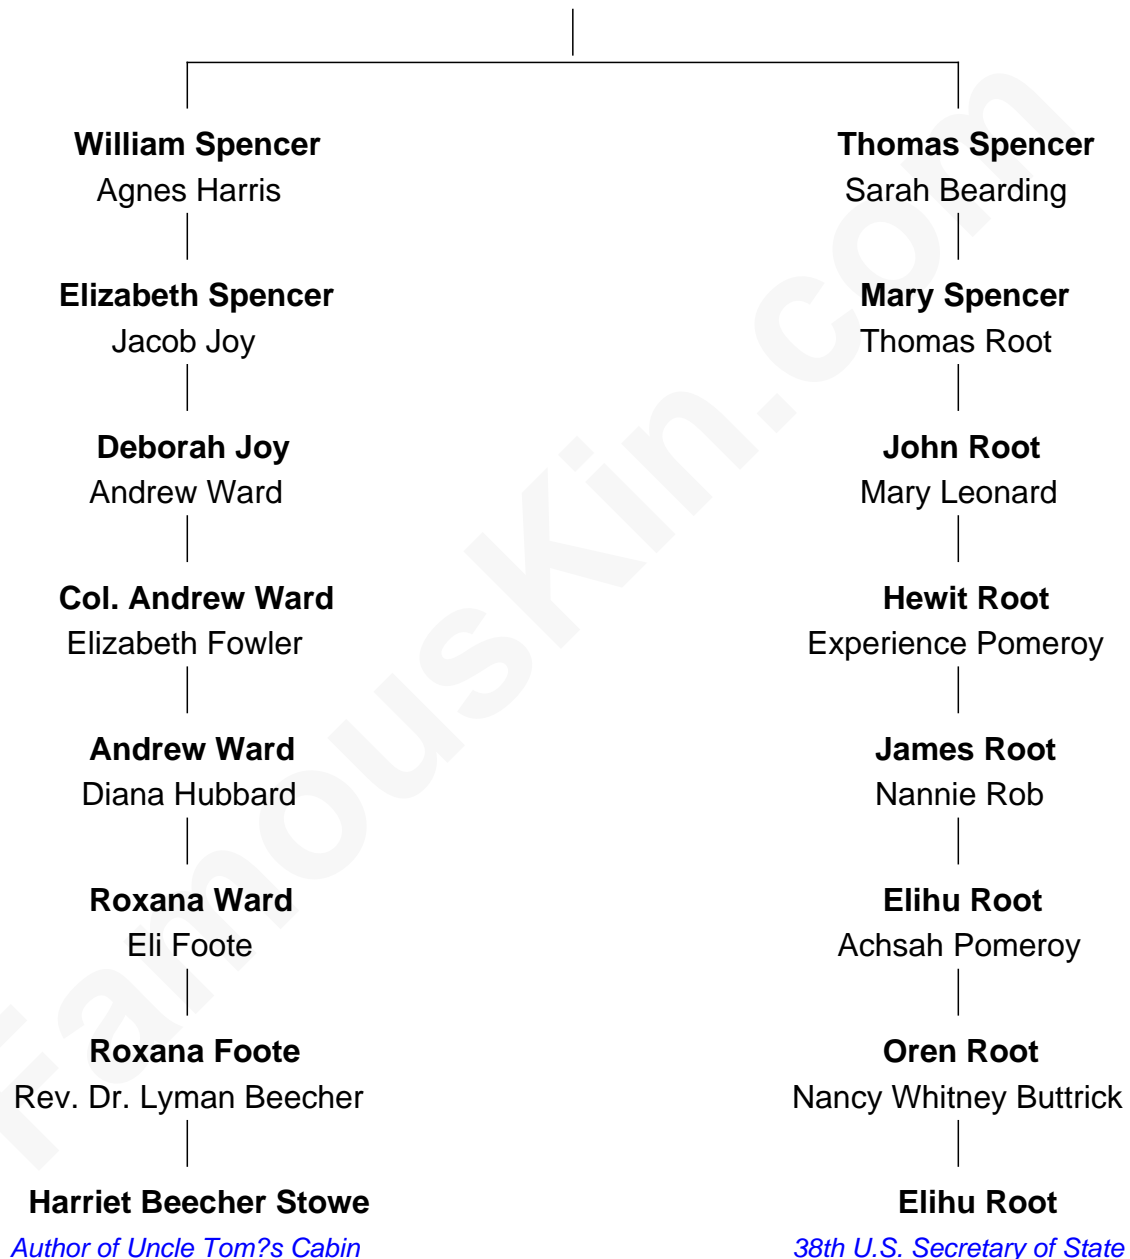 William Spencer
Agnes Harris
Elizabeth Spencer
Jacob Joy
Deborah Joy
Andrew Ward
Col. Andrew Ward
Elizabeth Fowler
Andrew Ward
Diana Hubbard
Roxana Ward
Eli Foote
Roxana Foote
Rev. Dr. Lyman Beecher
Harriet Beecher Stowe
Author of Uncle Tom?s Cabin
Thomas Spencer
Sarah Bearding
Mary Spencer
Thomas Root
John Root
Mary Leonard
Hewit Root
Experience Pomeroy
James Root
Nannie Rob
Elihu Root
Achsah Pomeroy
Oren Root
Nancy Whitney Buttrick
Elihu Root
38th U.S. Secretary of State
FamousKin.com